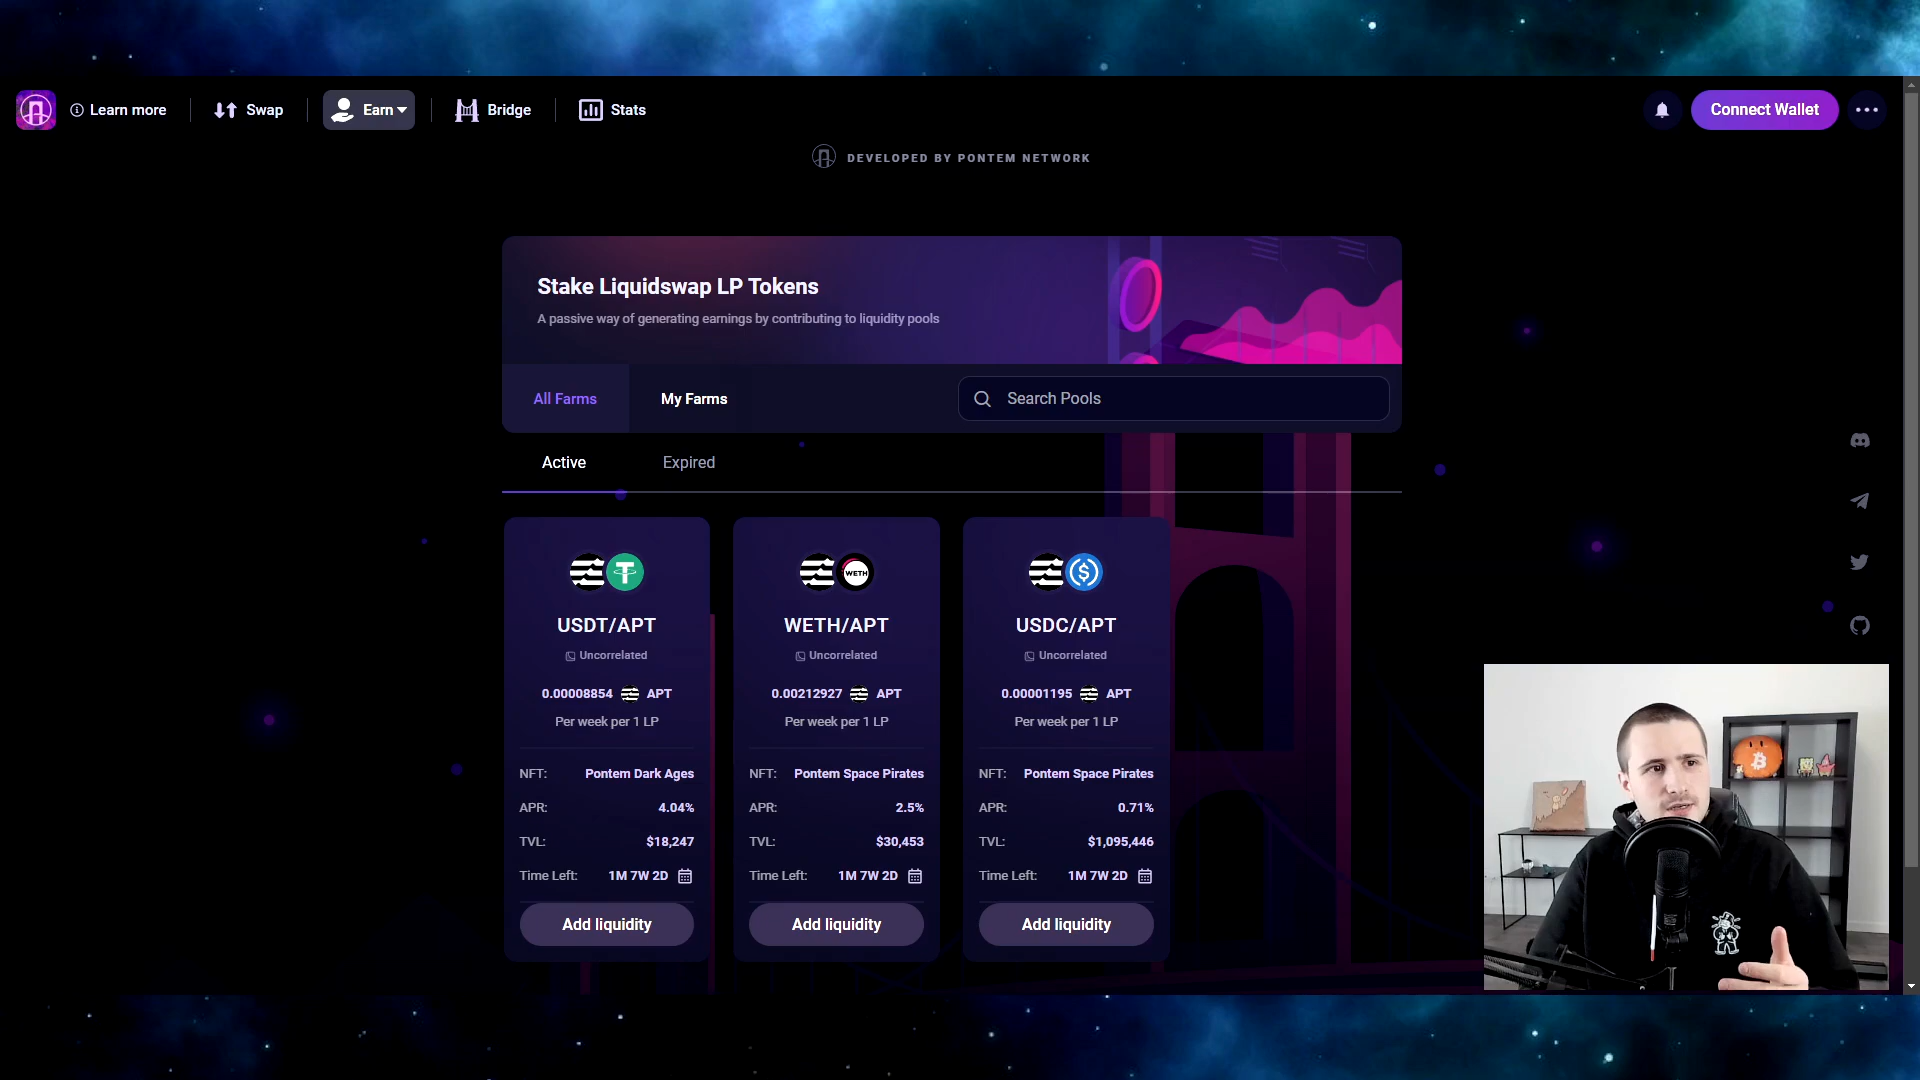 Learn more
Swap
Earn
Bridge
Stats
Connect Wallet
DEVELOPED BY PONTEM NETWORK
Stake Liquidswap LP Tokens
A passive way of generating earnings by contributing to liquidity pools
All Farms
My Farms
Search Pools
Active
Expired
WETH
USDT/APT
Uncorrelated
0.00008854 APT
Per week per 1 LP
NFT: Pontem Dark Ages
APR: 4.04%
TVL: $18,247
Time Left: 1M 7W 2D
Add liquidity
WETH/APT
Uncorrelated
0.00212927 APT
Per week per 1 LP
NFT: Pontem Space Pirates
APR: 2.5%
TVL: $30,453
Time Left: 1M 7W 2D
Add liquidity
USDC/APT
Uncorrelated
0.00001195 APT
Per week per 1 LP
NFT: Pontem Space Pirates
APR: 0.71%
TVL: $1,095,446
Time Left: 1M 7W 2D
Add liquidity